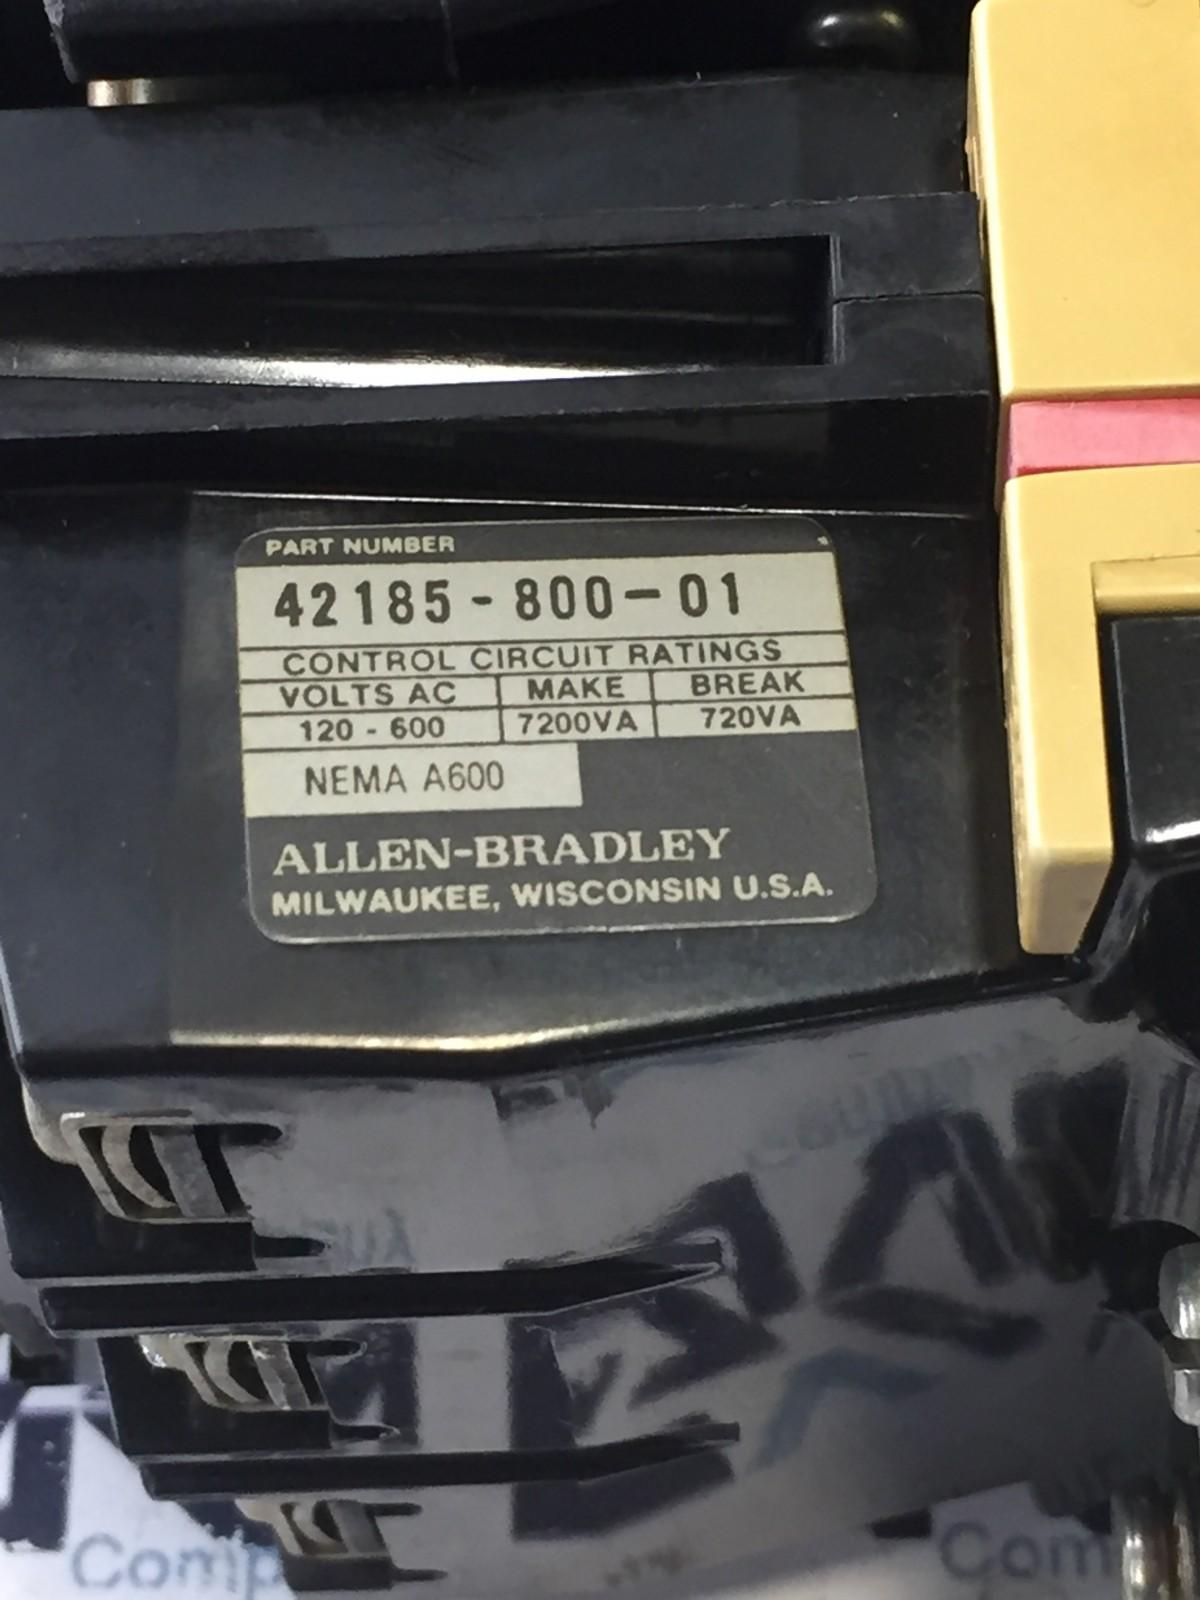 PART NUMBER
42185-800-01
CONTROL CIRCUIT RATINGS
VOLTS AC MAKE BREAK
120 - 600 7200VA 720VA
NEMA A600
ALLEN-BRADLEY
MILWAUKEE, WISCONSIN U.S.A.